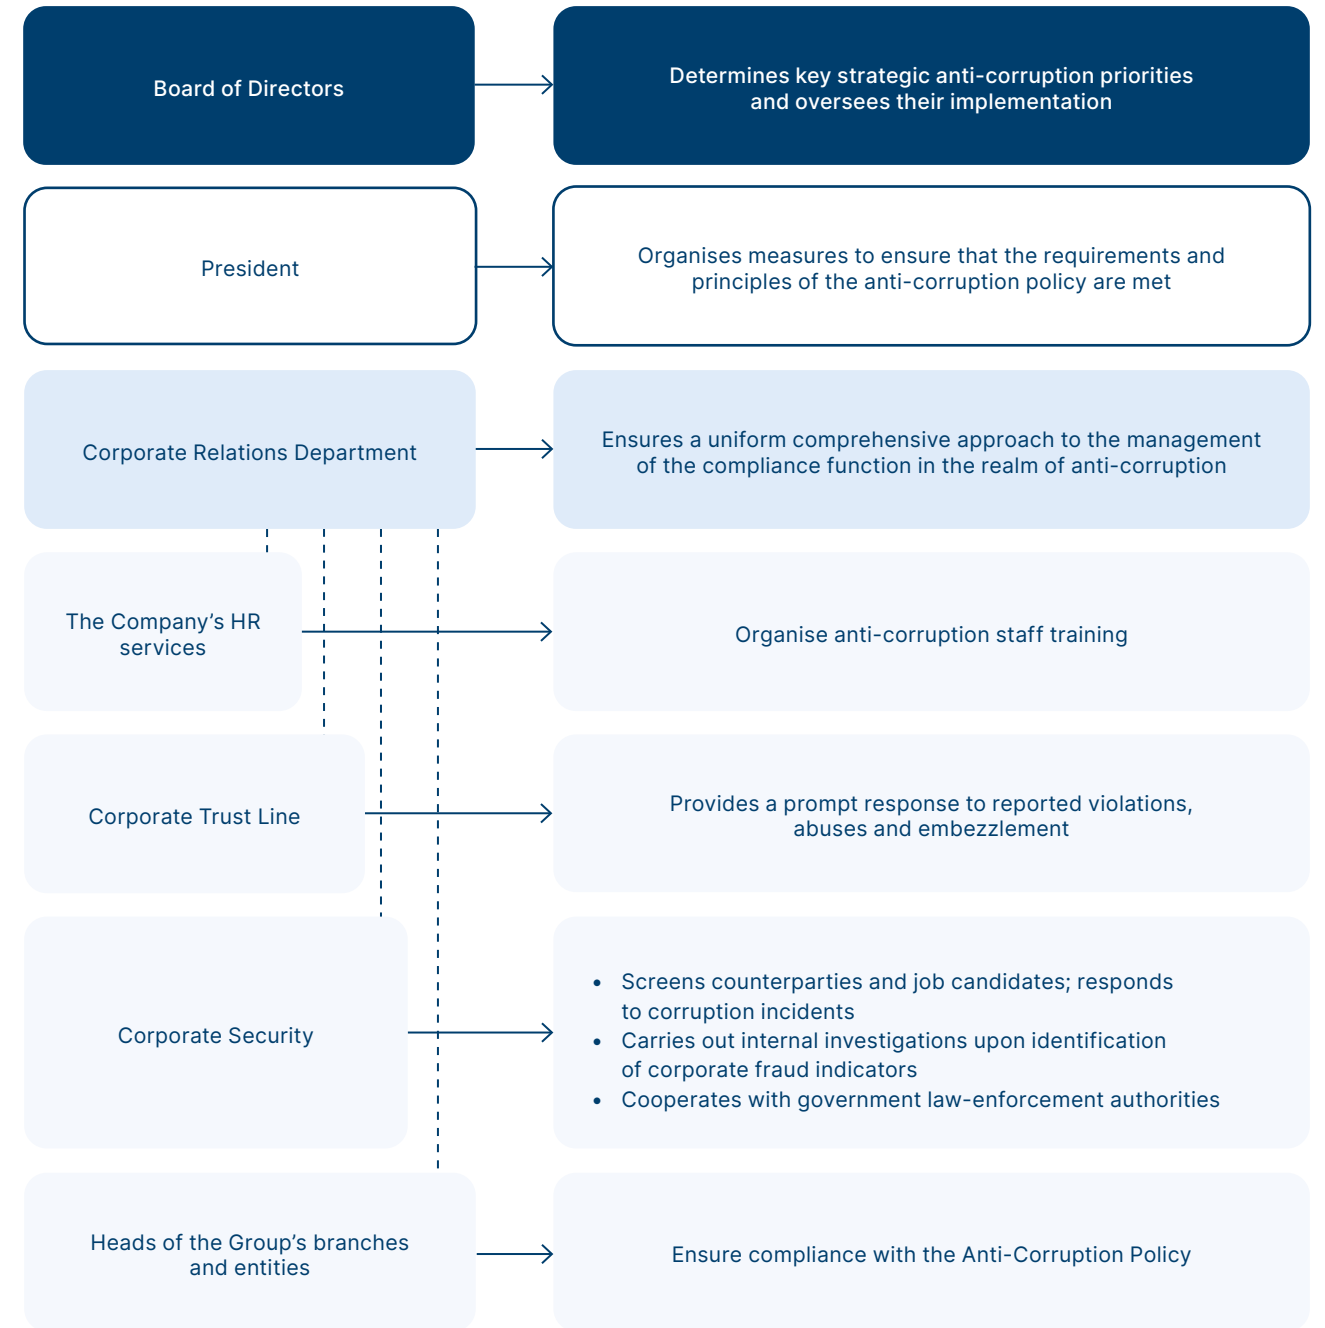 Board of Directors
Determines key strategic anti-corruption priorities
and oversees their implementation
President
Organises measures to ensure that the requirements and
principles of the anti-corruption policy are met
Corporate Relations Department
Ensures a uniform comprehensive approach to the management
of the compliance function in the realm of anti-corruption
The Company’s HR
services
Organise anti-corruption staff training
Corporate Trust Line
Provides a prompt response to reported violations,
abuses and embezzlement
Corporate Security
• Screens counterparties and job candidates; responds
to corruption incidents
• Carries out internal investigations upon identification
of corporate fraud indicators
• Cooperates with government law-enforcement authorities
Heads of the Group’s branches
and entities
Ensure compliance with the Anti-Corruption Policy